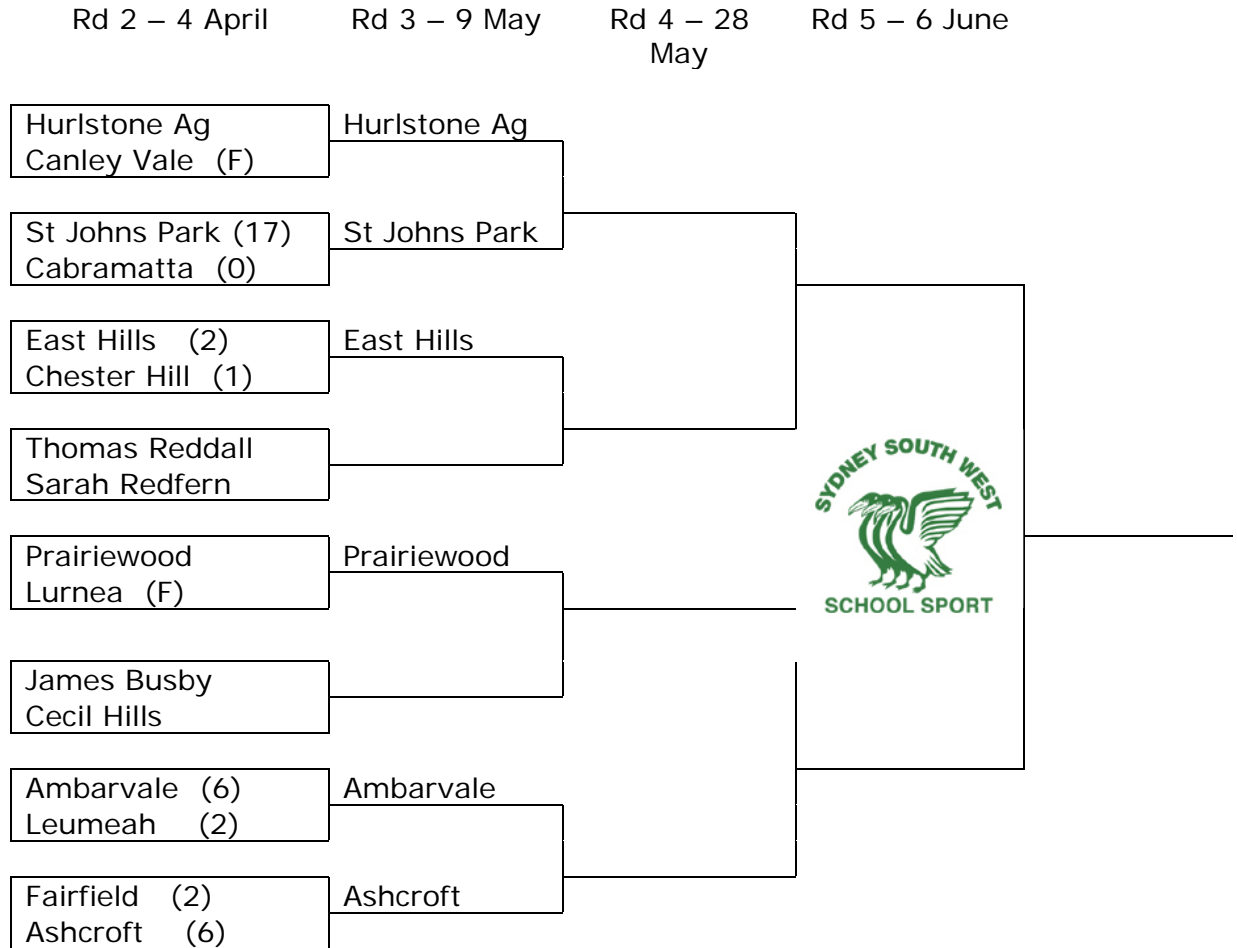 Rd 2 – 4 April
Rd 3 – 9 May
Rd 4 – 28
May
Rd 5 – 6 June
Hurlstone Ag
Canley Vale (F)
Hurlstone Ag
St Johns Park (17)
Cabramatta (0)
St Johns Park
East Hills (2)
Chester Hill (1)
East Hills
Thomas Reddall
Sarah Redfern
Prairiewood
Lurnea (F)
Prairiewood
James Busby
Cecil Hills
Ambarvale (6)
Leumeah (2)
Ambarvale
Fairfield (2)
Ashcroft (6)
Ashcroft
SYDNEY SOUTH WEST
SCHOOL SPORT